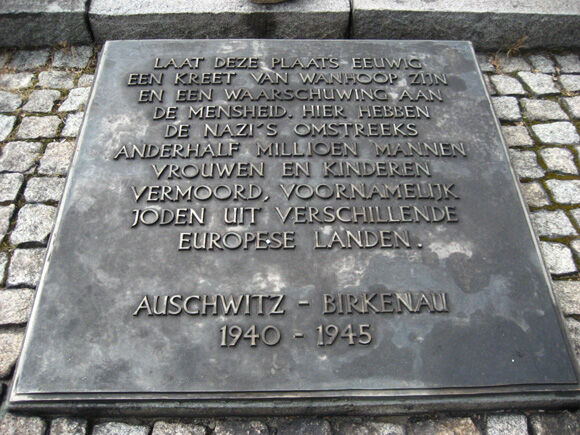 LAAT DEZE PLAATS EEUWIG
EEN KREET VAN WANHOOP ZIJN
EN EEN WAARSCHUWING AAN
DE MENSHEID. HIER HEBBEN
DE NAZI'S OMSTREEKS
ANDERHALF MILLIOEN MANNEN
VROUWEN EN KINDEREN
VERMOORD, VOORNAMELIJK
JODEN UIT VERSCHILLENDE
EUROPESE LANDEN.
AUSCHWITZ - BIRKENAU
1940 - 1945